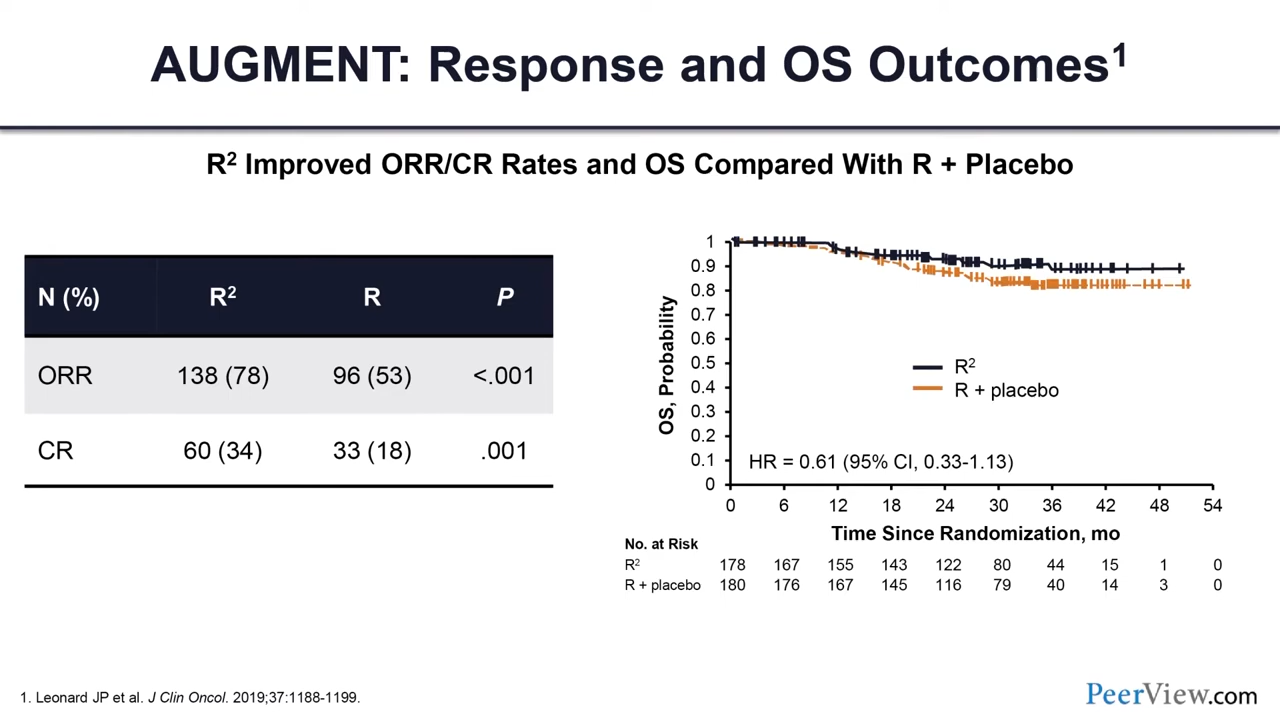 AUGMENT: Response and OS Outcomes¹
R² Improved ORR/CR Rates and OS Compared With R + Placebo
N (%) R² R P
ORR 138 (78) 96 (53) <.001
CR 60 (34) 33 (18) .001
OS, Probability
1
0.9
0.8
0.7
0.6
0.5
0.4
0.3
0.2
0.1
0
R²
R + placebo
HR = 0.61 (95% CI, 0.33-1.13)
0 6 12 18 24 30 36 42 48 54
Time Since Randomization, mo
No. at Risk
R² 178 167 155 143 122 80 44 15 1 0
R + placebo 180 176 167 145 116 79 40 14 3 0
1. Leonard JP et al. J Clin Oncol. 2019;37:1188-1199.
PeerView.com